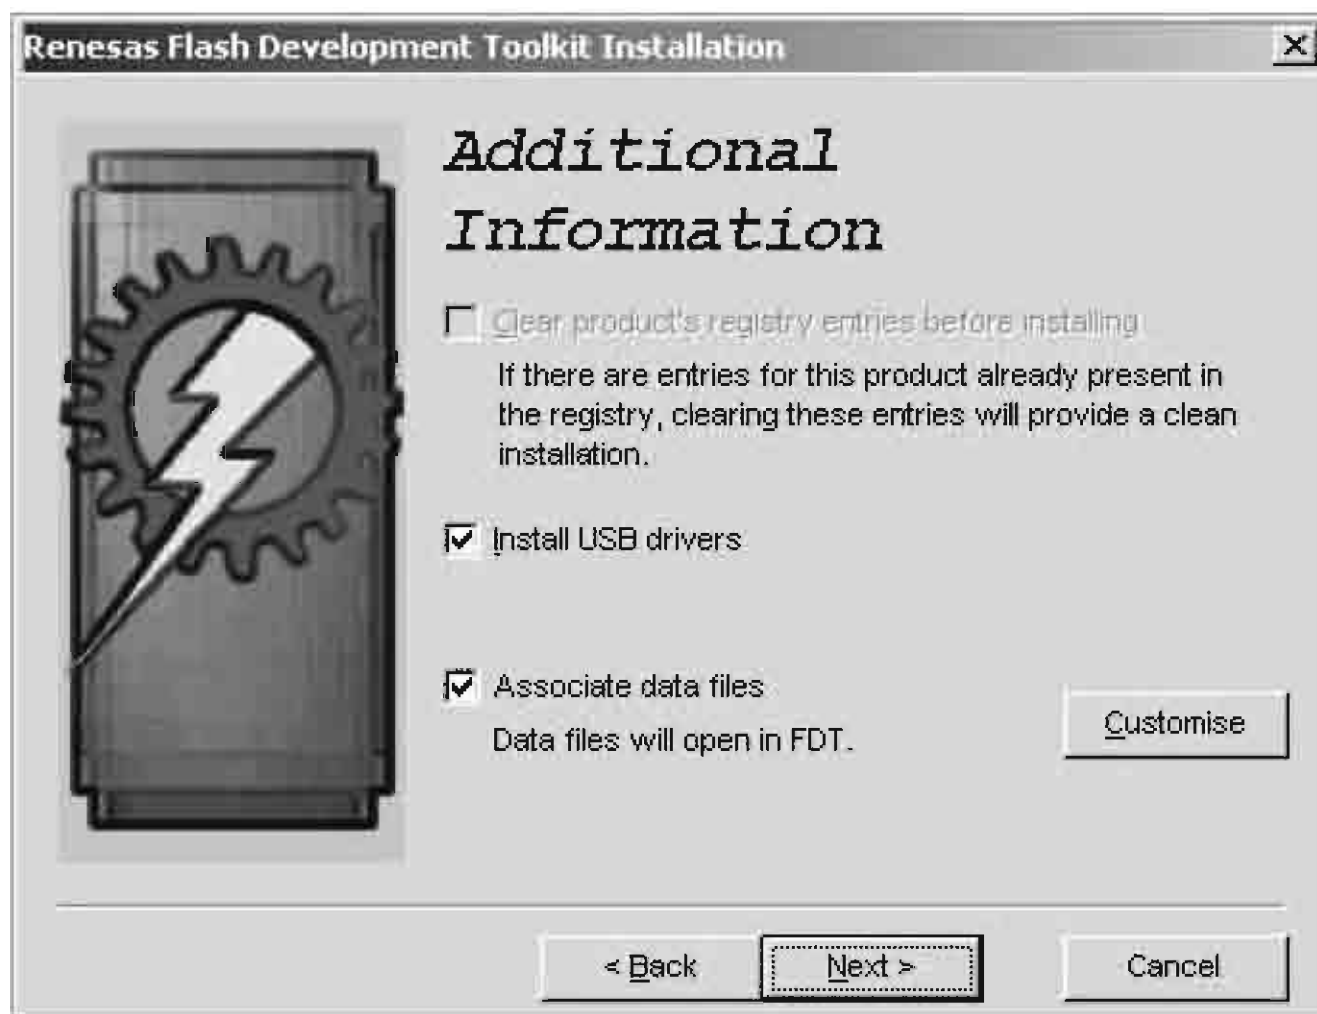 Renesas Flash Development Toolkit Installation
Additional
Information
Clear product's registry entries before installing
If there are entries for this product already present in
the registry, clearing these entries will provide a clean
installation.
Install USB drivers
Associate data files
Data files will open in FDT.
Customise
< Back
Next >
Cancel